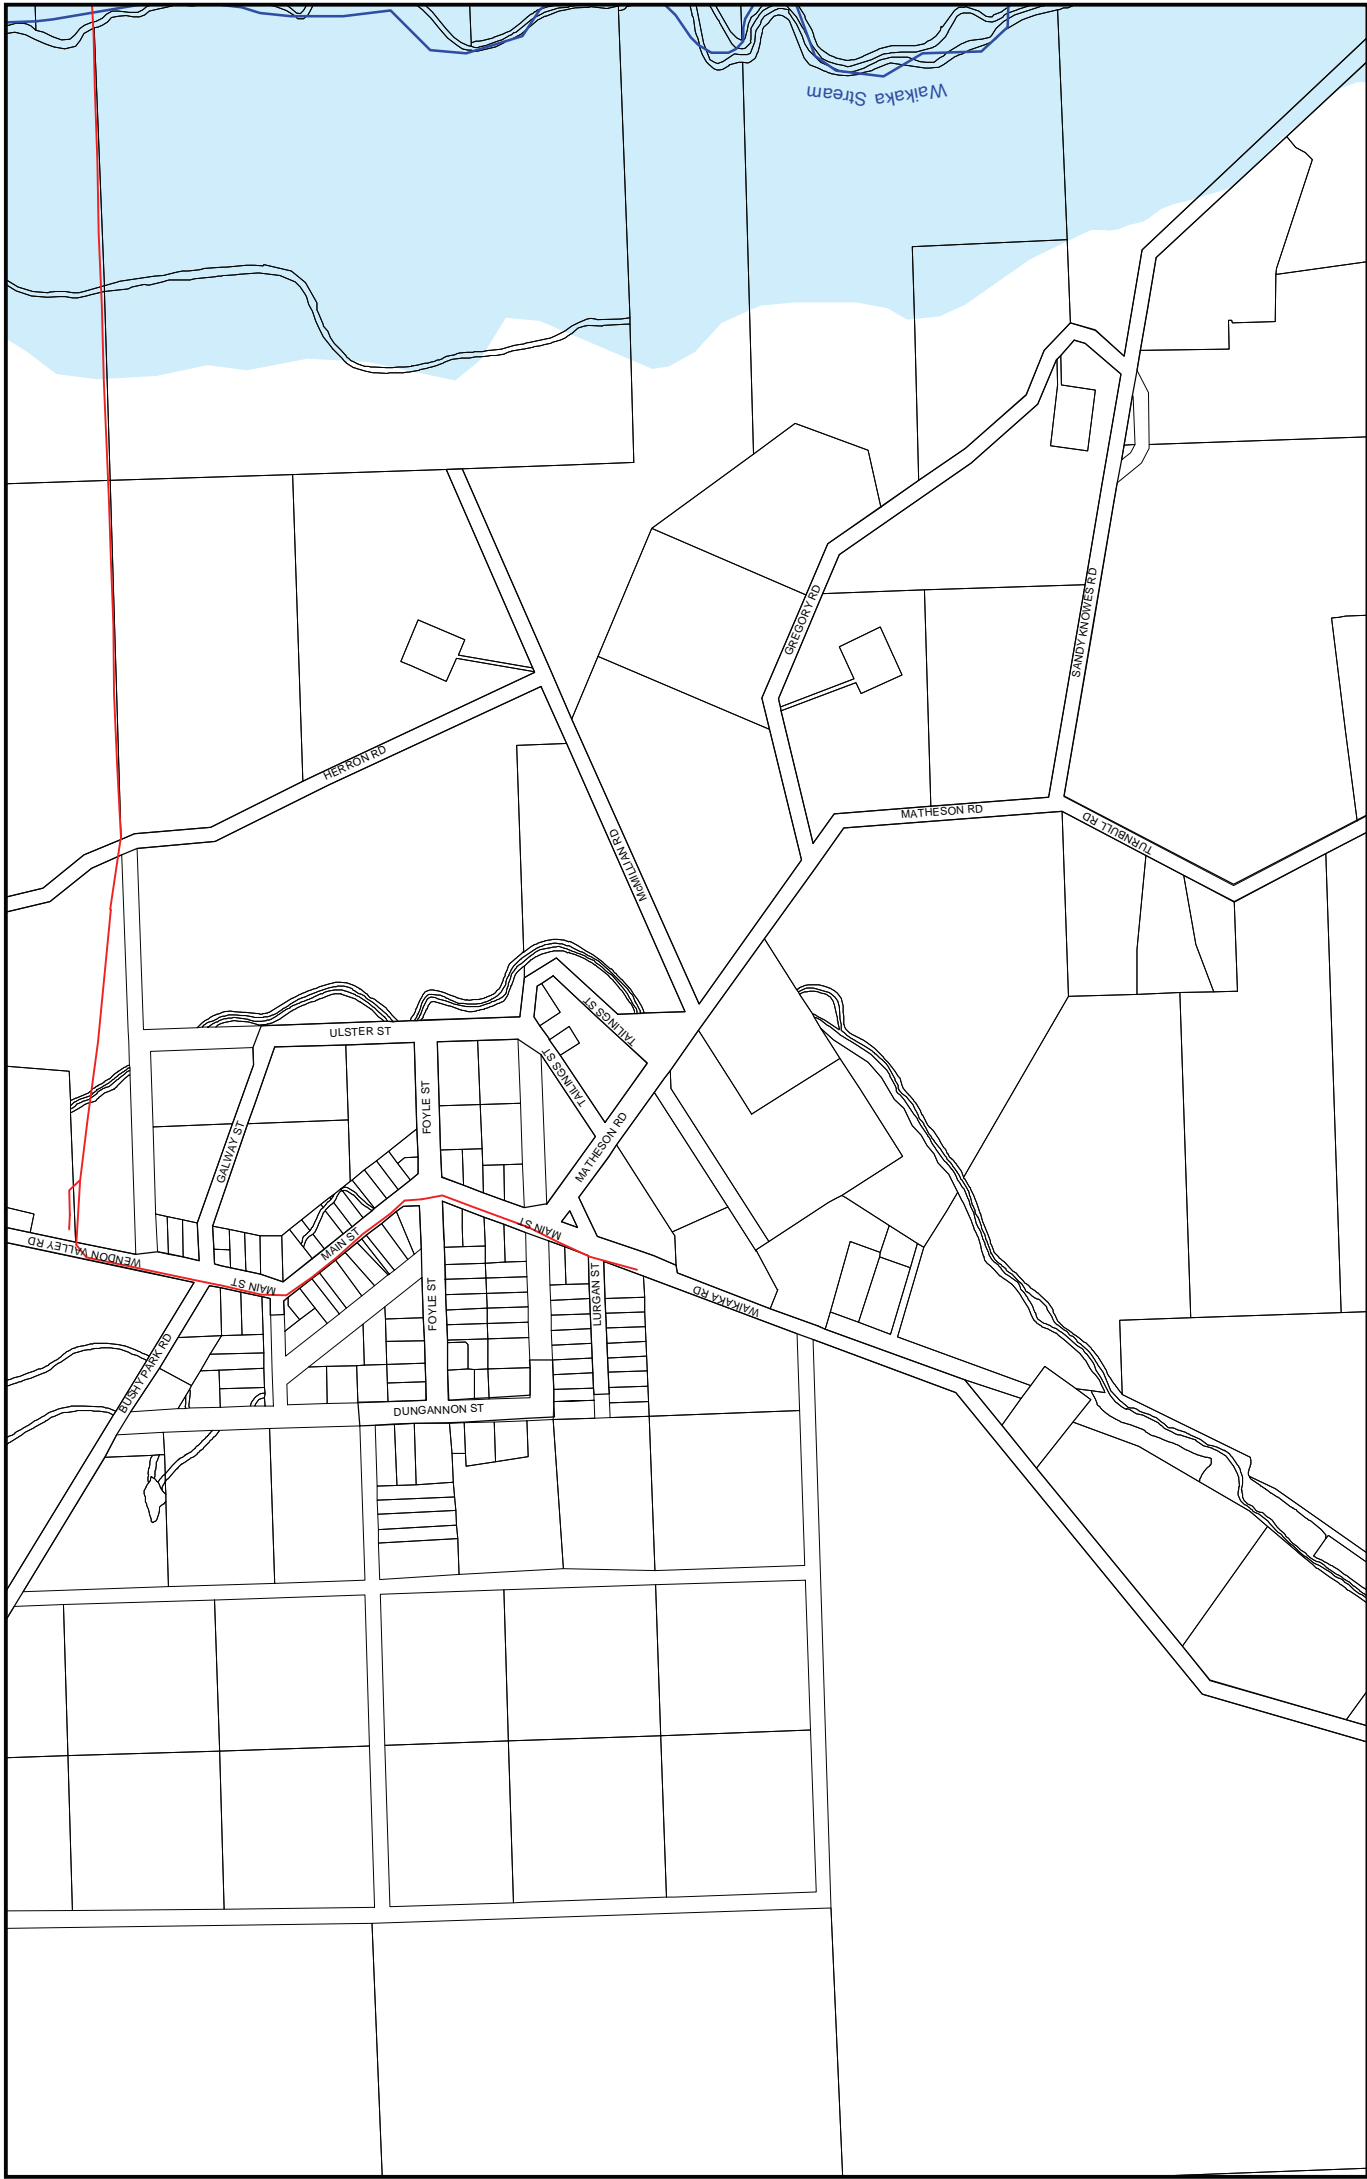 Waikaka Stream
GREGORY RD
SANDY KNOWES RD
HERRON RD
MATHESON RD
TURNBULL RD
McMILLIAN RD
TAILINGS ST
ULSTER ST
TAILINGS ST
FOYLE ST
GALWAY ST
MATHESON RD
MAIN ST
MAIN ST
WENDON VALLEY RD
MAIN ST
LURGAN ST
FOYLE ST
WAIKAKA RD
BUSHY PARK RD
DUNGANNON ST